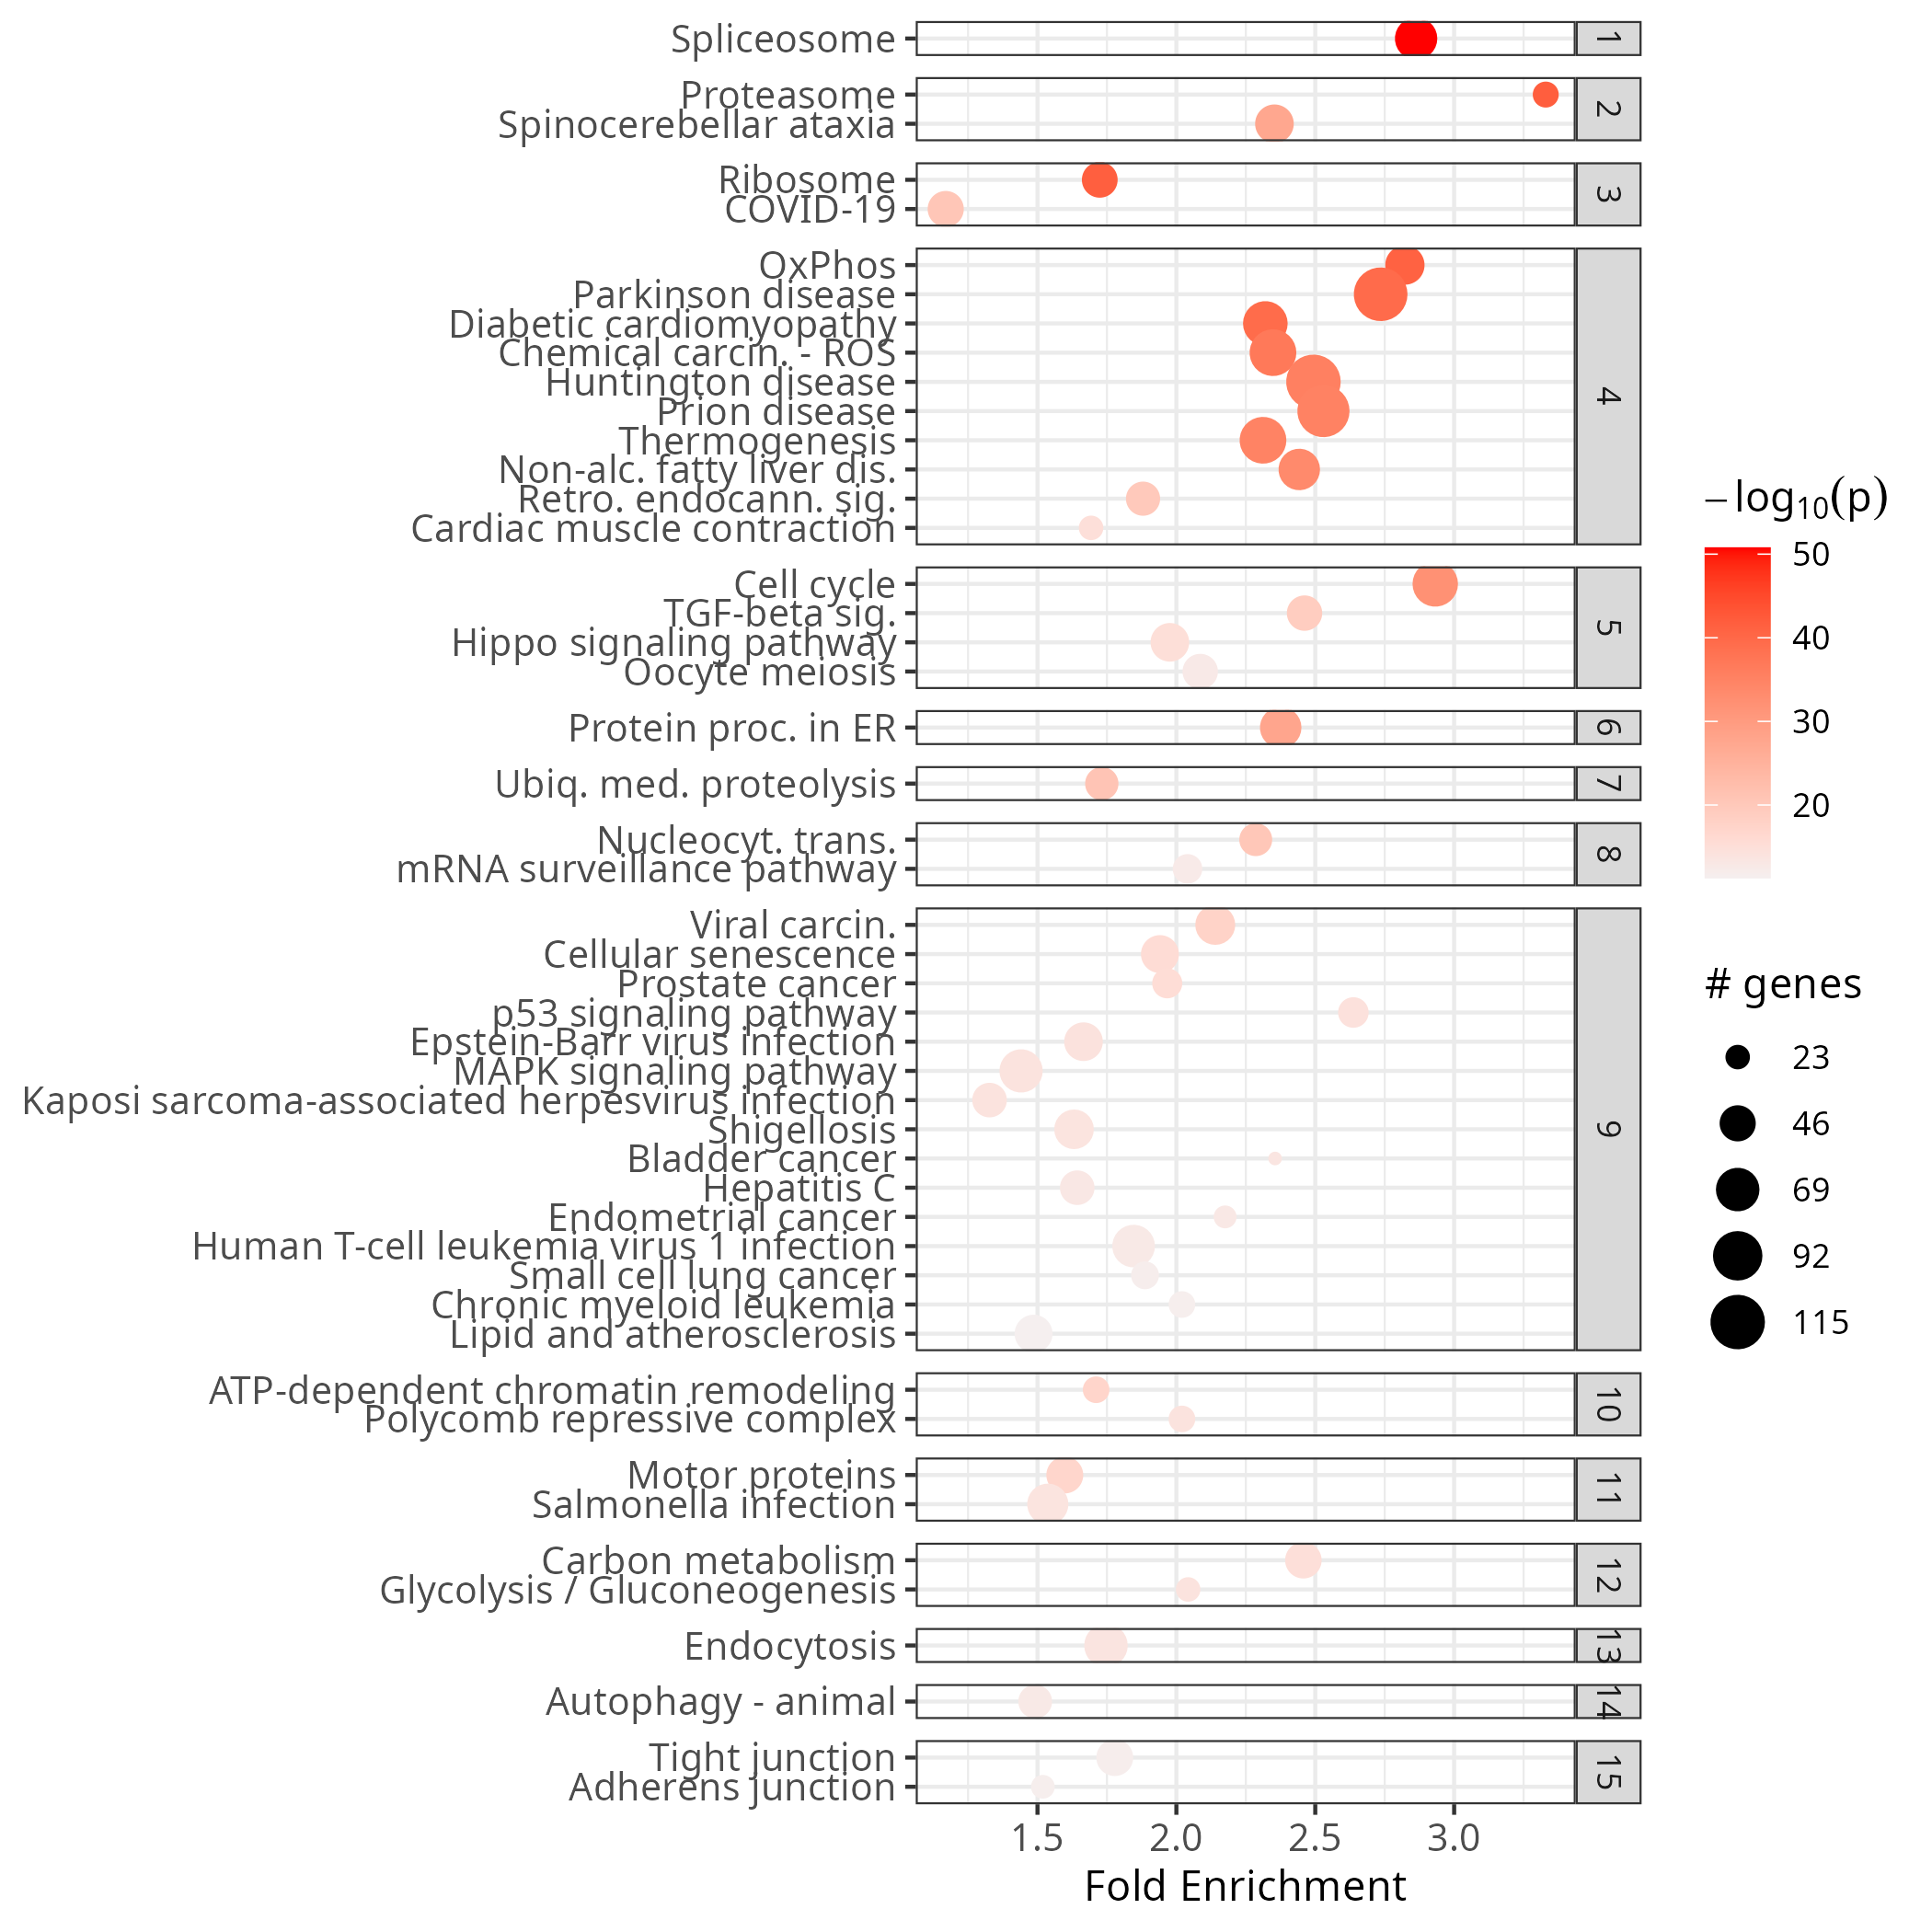 Spliceosome
1
Proteasome
Spinocerebellar ataxia
2
Ribosome
COVID-19
3
OxPhos
Parkinson disease
Diabetic cardiomyopathy
Chemical carcin. - ROS
Huntington disease
Prion disease
Thermogenesis
Non-alc. fatty liver dis.
Retro. endocann. sig.
Cardiac muscle contraction
4
Cell cycle
TGF-beta sig.
Hippo signaling pathway
Oocyte meiosis
5
Protein proc. in ER
6
Ubiq. med. proteolysis
7
Nucleocyt. trans.
mRNA surveillance pathway
8
Viral carcin.
Cellular senescence
Prostate cancer
p53 signaling pathway
Epstein-Barr virus infection
MAPK signaling pathway
Kaposi sarcoma-associated herpesvirus infection
Shigellosis
Bladder cancer
Hepatitis C
Endometrial cancer
Human T-cell leukemia virus 1 infection
Small cell lung cancer
Chronic myeloid leukemia
Lipid and atherosclerosis
9
ATP-dependent chromatin remodeling
Polycomb repressive complex
10
Motor proteins
Salmonella infection
11
Carbon metabolism
Glycolysis / Gluconeogenesis
12
Endocytosis
13
Autophagy - animal
14
Tight junction
Adherens junction
15
1.5 2.0 2.5 3.0
Fold Enrichment
−log₁₀(p)
50
40
30
20
# genes
23
46
69
92
115